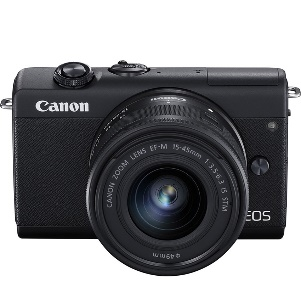 Canon
CANON ZOOM LENS EF-M 15-45mm 1:3.5-6.3 IS STM
ø49mm
EOS